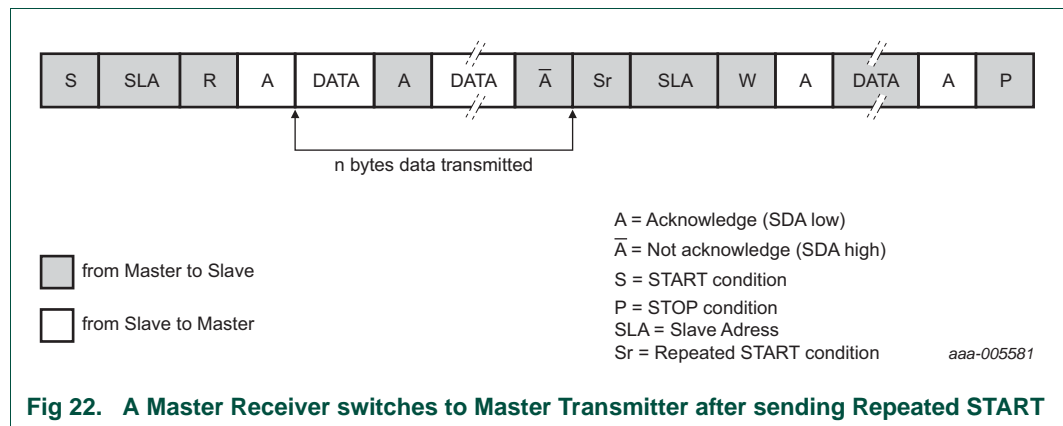 S SLA R A DATA A DATA A̅ Sr SLA W A DATA A P
n bytes data transmitted
from Master to Slave
from Slave to Master
A = Acknowledge (SDA low)
A̅ = Not acknowledge (SDA high)
S = START condition
P = STOP condition
SLA = Slave Adress
Sr = Repeated START condition
aaa-005581
Fig 22. A Master Receiver switches to Master Transmitter after sending Repeated START